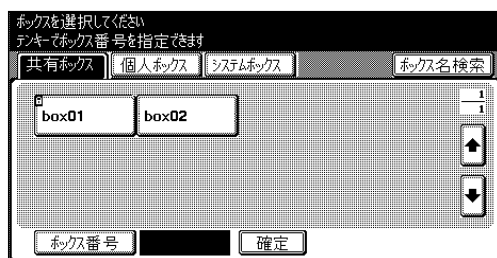 ボックスを選択してください
テンキーでボックス番号を指定できます
共有ボックス 個人ボックス システムボックス ボックス名検索
1
1
box01 box02
ボックス番号 確定